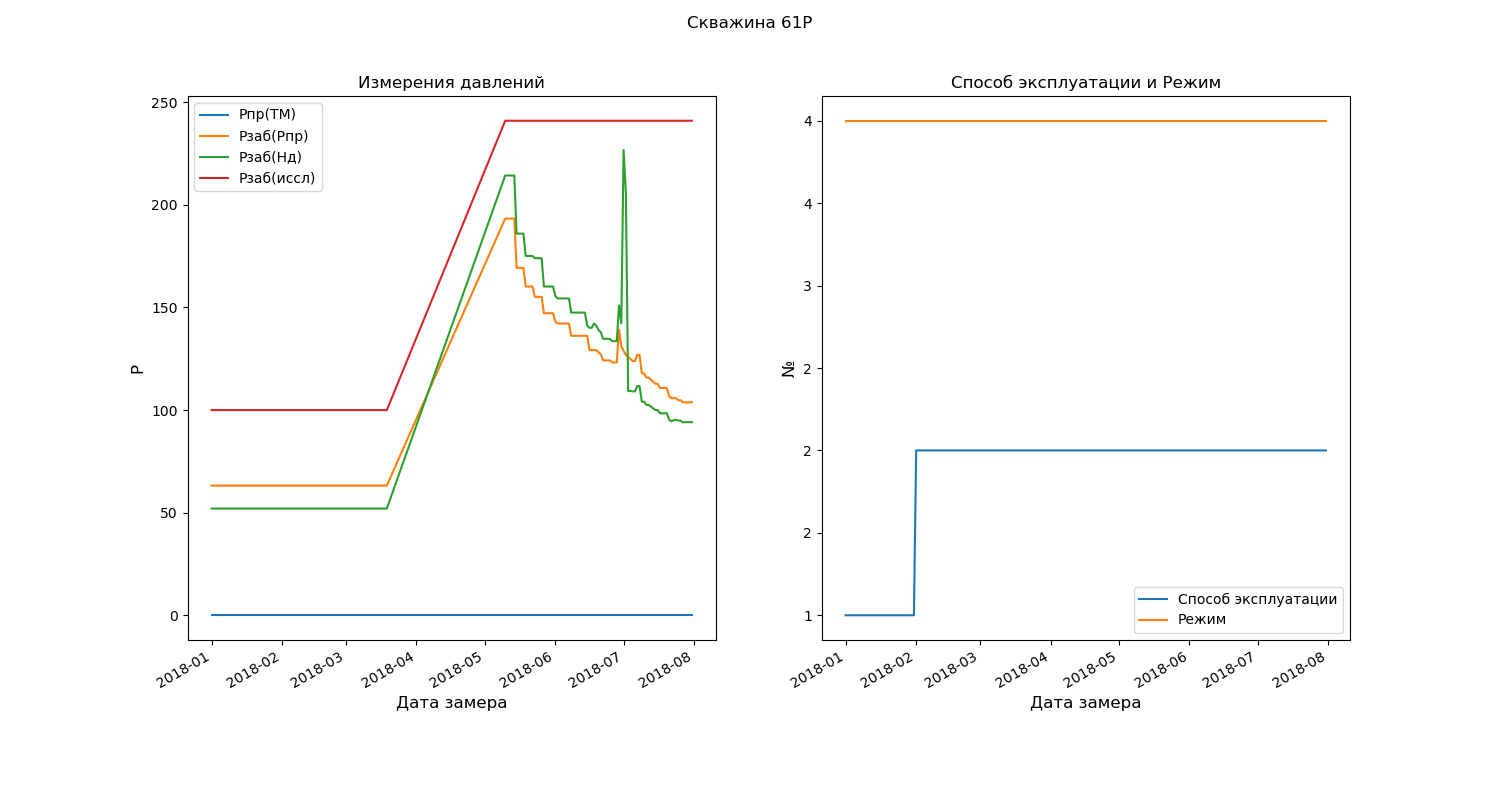 Скважина 61Р
Измерения давлений
250
200
150
100
50
0
P
Рпр(ТМ)
Рзаб(Рпр)
Рзаб(Нд)
Рзаб(иссл)
2018-01
2018-02
2018-03
2018-04
2018-05
2018-06
2018-07
2018-08
Дата замера
Способ эксплуатации и Режим
4
4
3
2
2
2
1
№
Способ эксплуатации
Режим
2018-01
2018-02
2018-03
2018-04
2018-05
2018-06
2018-07
2018-08
Дата замера